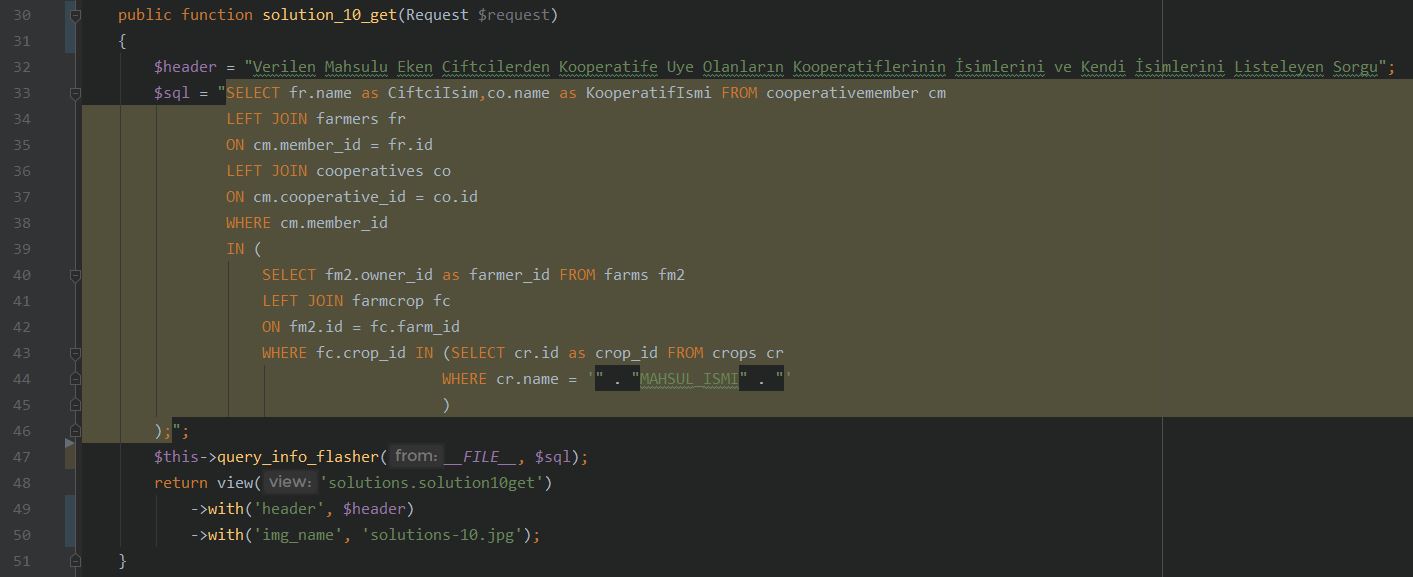 30 public function solution_10_get(Request $request)
31 {
32 $header = "Verilen Mahsulu Eken Ciftcilerden Kooperatife Uye Olanların Kooperatiflerinin İsimlerini ve Kendi İsimlerini Listeleyen Sorgu";
33 $sql = "SELECT fr.name as CiftciIsim,co.name as KooperatifIsmi FROM cooperativemember cm
34 LEFT JOIN farmers fr
35 ON cm.member_id = fr.id
36 LEFT JOIN cooperatives co
37 ON cm.cooperative_id = co.id
38 WHERE cm.member_id
39 IN (
40 SELECT fm2.owner_id as farmer_id FROM farms fm2
41 LEFT JOIN farmcrop fc
42 ON fm2.id = fc.farm_id
43 WHERE fc.crop_id IN (SELECT cr.id as crop_id FROM crops cr
44 WHERE cr.name = '" . "MAHSUL_ISMI" . "'
45 )
46 );";
47 $this->query_info_flasher( from: __FILE__, $sql);
48 return view( view: 'solutions.solution10get')
49 ->with('header', $header)
50 ->with('img_name', 'solutions-10.jpg');
51 }